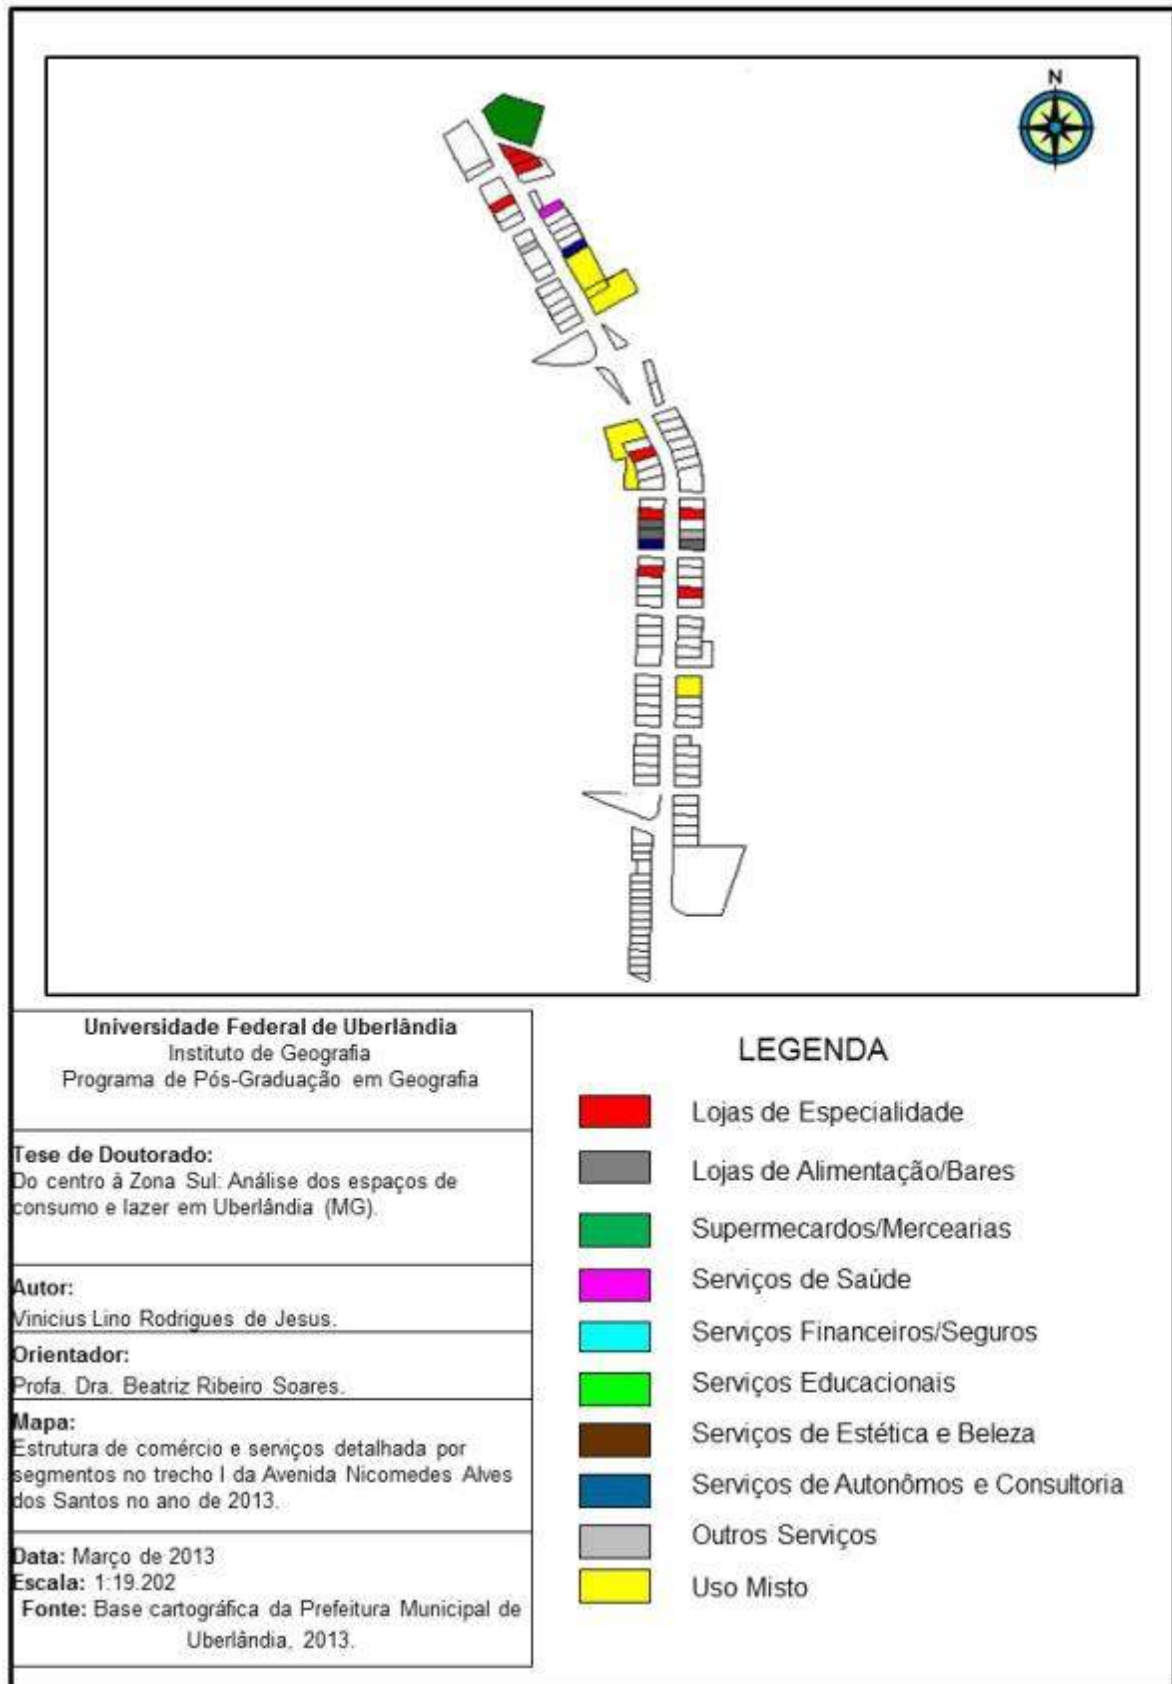 N
Universidade Federal de Uberlândia
Instituto de Geografia
Programa de Pós-Graduação em Geografia
Tese de Doutorado:
Do centro à Zona Sul: Análise dos espaços de
consumo e lazer em Uberlândia (MG).
Autor:
Vinicius Lino Rodrigues de Jesus.
Orientador:
Profa. Dra. Beatriz Ribeiro Soares.
Mapa:
Estrutura de comércio e serviços detalhada por
segmentos no trecho I da Avenida Nicomedes Alves
dos Santos no ano de 2013.
Data: Março de 2013
Escala: 1:19.202
Fonte: Base cartográfica da Prefeitura Municipal de
Uberlândia, 2013.
LEGENDA
Lojas de Especialidade
Lojas de Alimentação/Bares
Supermecardos/Mercearias
Serviços de Saúde
Serviços Financeiros/Seguros
Serviços Educacionais
Serviços de Estética e Beleza
Serviços de Autonômos e Consultoria
Outros Serviços
Uso Misto